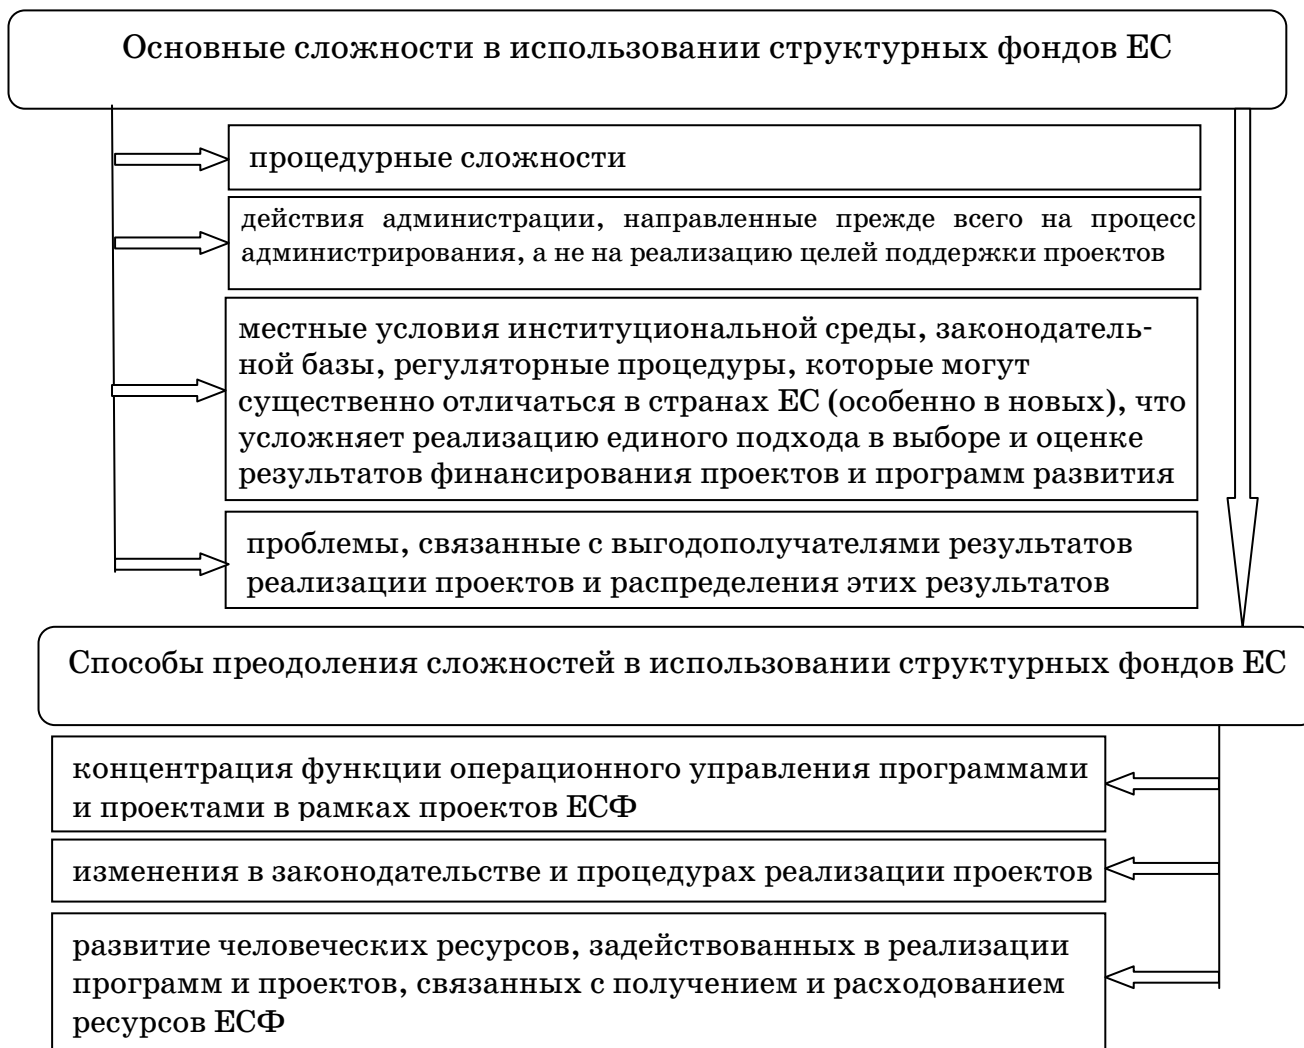 Основные сложности в использовании структурных фондов ЕС
процедурные сложности
действия администрации, направленные прежде всего на процесс
администрирования, а не на реализацию целей поддержки проектов
местные условия институциональной среды, законодатель-
ной базы, регуляторные процедуры, которые могут
существенно отличаться в странах ЕС (особенно в новых), что
усложняет реализацию единого подхода в выборе и оценке
результатов финансирования проектов и программ развития
проблемы, связанные с выгодополучателями результатов
реализации проектов и распределения этих результатов
Способы преодоления сложностей в использовании структурных фондов ЕС
концентрация функции операционного управления программами
и проектами в рамках проектов ЕСФ
изменения в законодательстве и процедурах реализации проектов
развитие человеческих ресурсов, задействованных в реализации
программ и проектов, связанных с получением и расходованием
ресурсов ЕСФ